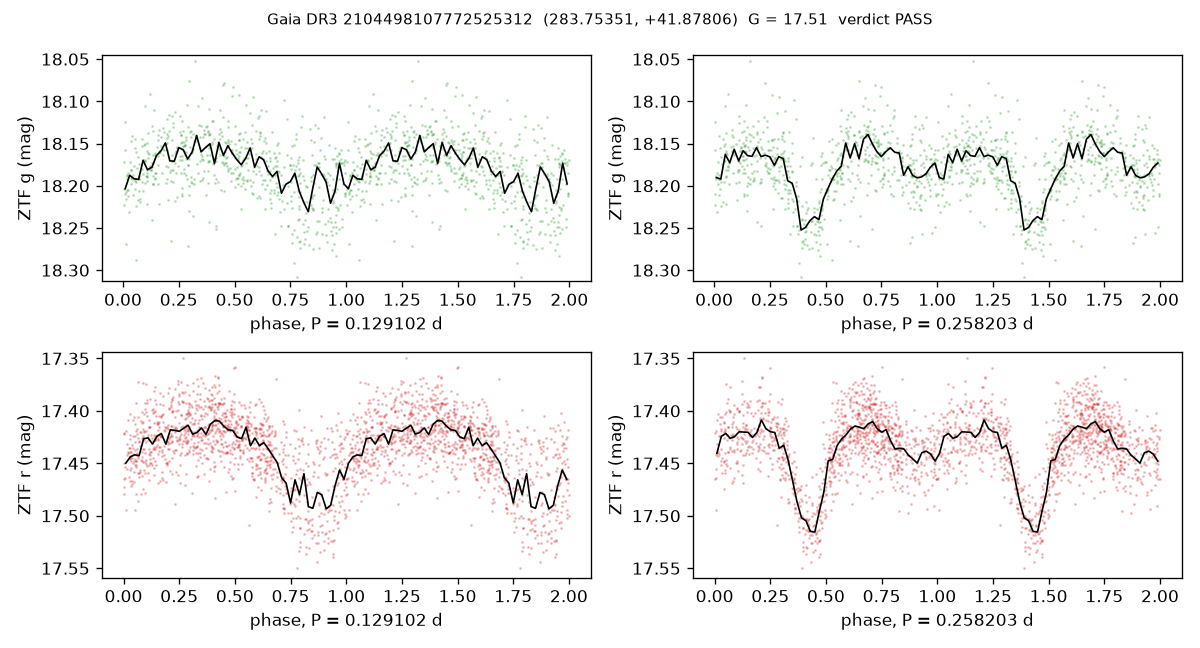 Gaia DR3 2104498107772525312 (283.75351, +41.87806) G = 17.51 verdict PASS
ZTF g (mag)
18.05
18.10
18.15
18.20
18.25
18.30
0.00 0.25 0.50 0.75 1.00 1.25 1.50 1.75 2.00
phase, P = 0.129102 d
ZTF g (mag)
18.05
18.10
18.15
18.20
18.25
18.30
0.00 0.25 0.50 0.75 1.00 1.25 1.50 1.75 2.00
phase, P = 0.258203 d
ZTF r (mag)
17.35
17.40
17.45
17.50
17.55
0.00 0.25 0.50 0.75 1.00 1.25 1.50 1.75 2.00
phase, P = 0.129102 d
ZTF r (mag)
17.35
17.40
17.45
17.50
17.55
0.00 0.25 0.50 0.75 1.00 1.25 1.50 1.75 2.00
phase, P = 0.258203 d